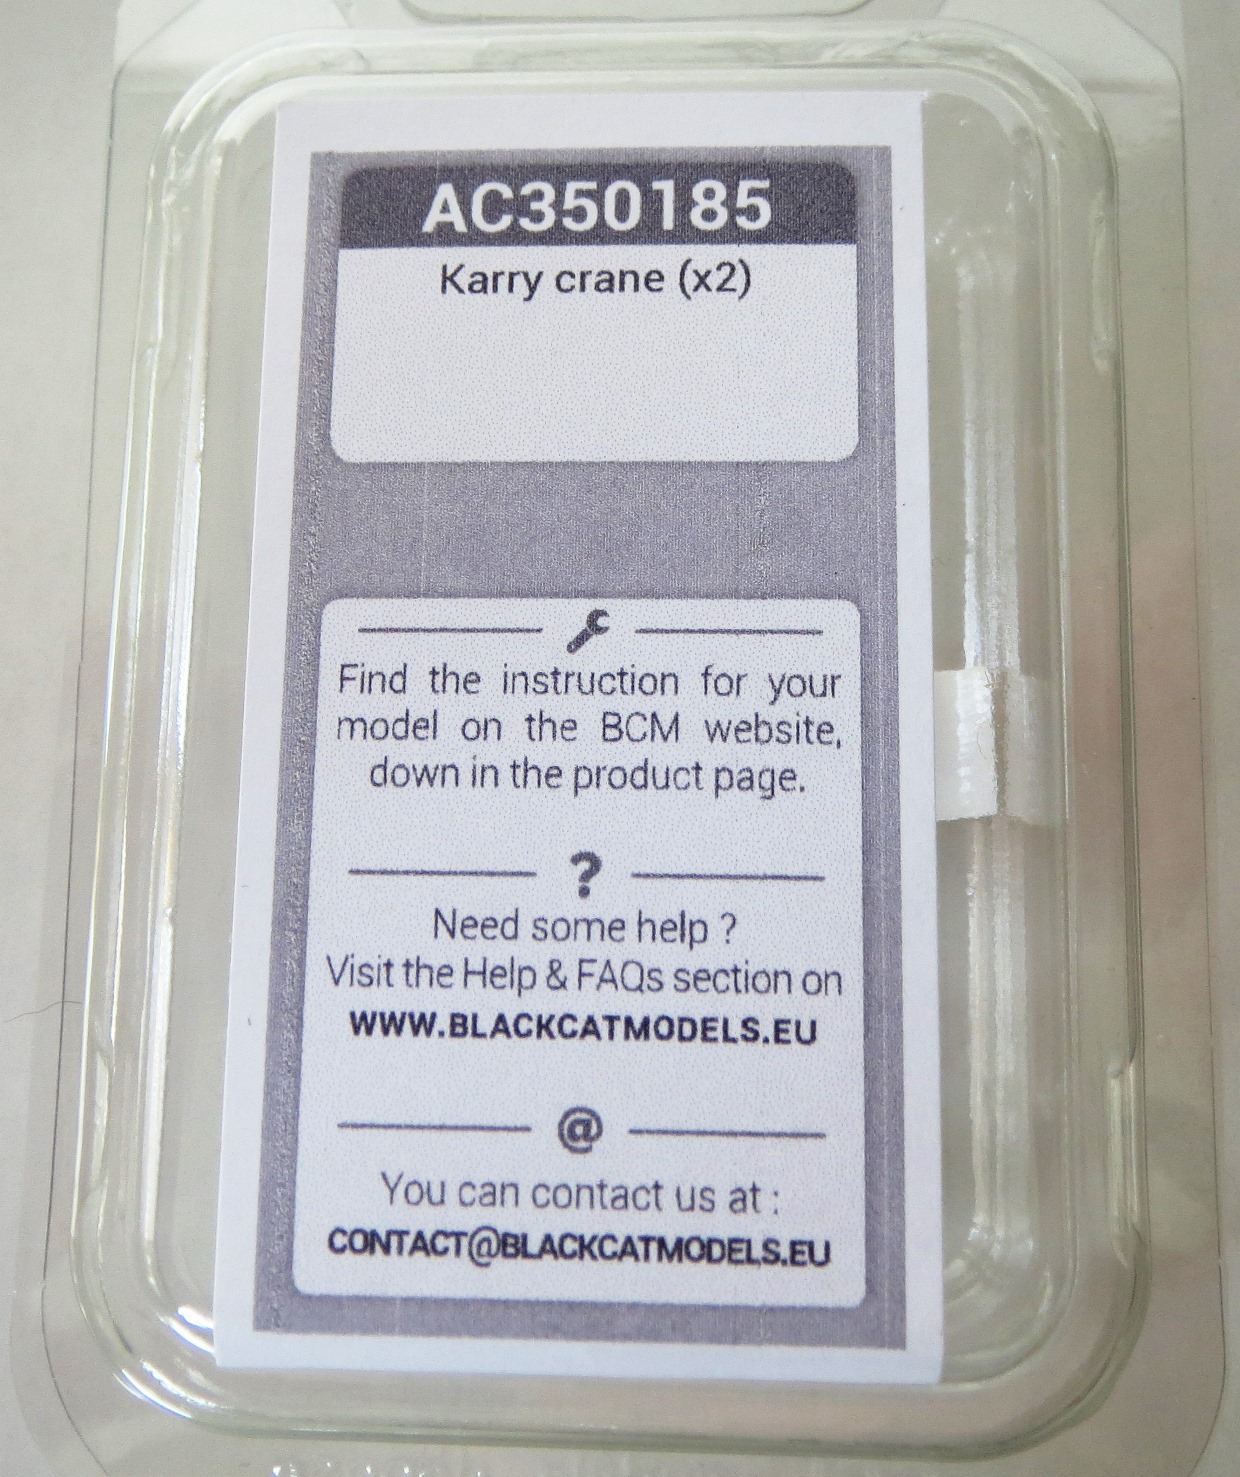 AC350185
Karry crane (x2)
Find the instruction for your
model on the BCM website,
down in the product page.
?
Need some help ?
Visit the Help & FAQs section on
WWW.BLACKCATMODELS.EU
@
You can contact us at :
CONTACT@BLACKCATMODELS.EU